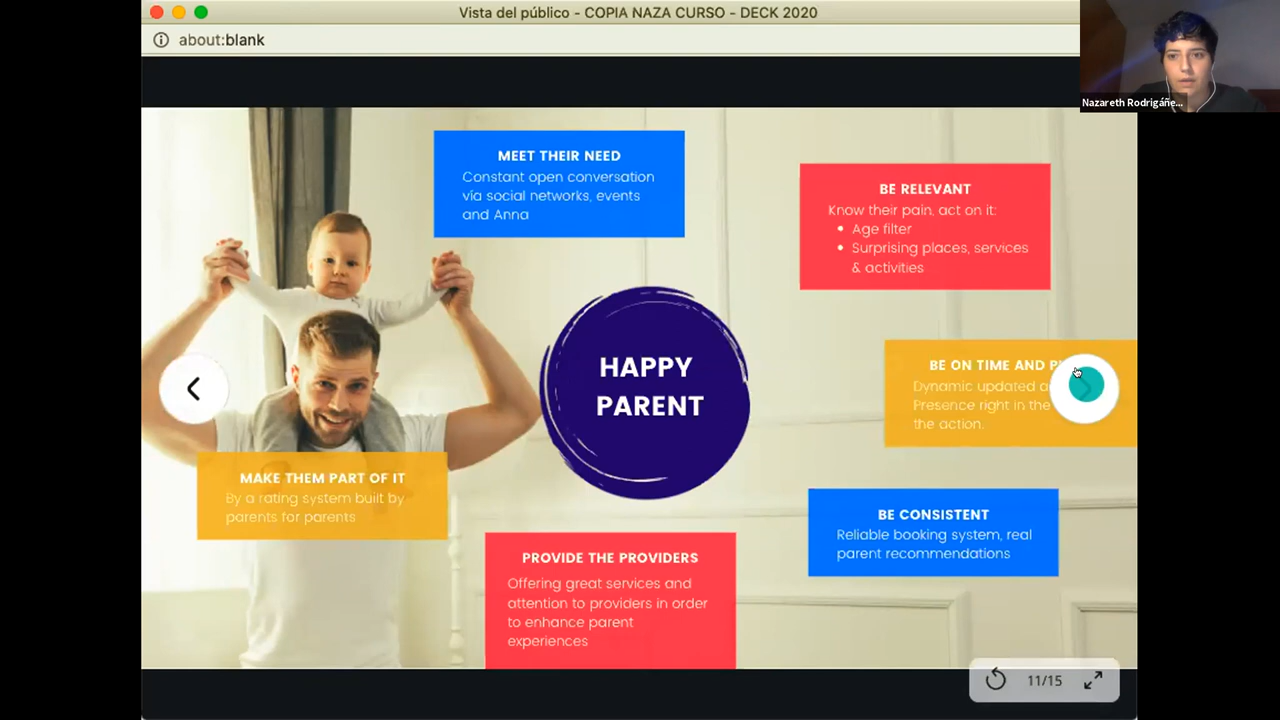 Vista del público - COPIA NAZA CURSO - DECK 2020
about:blank
Nazareth Rodrigáñe...
MEET THEIR NEED
Constant open conversation
vía social networks, events
and Anna
BE RELEVANT
Know their pain, act on it:
• Age filter
• Surprising places, services
& activities
HAPPY
PARENT
BE ON TIME AND
Dynamic updated
Presence right in the
the action.
MAKE THEM PART OF IT
By a rating system built by
parents for parents
BE CONSISTENT
Reliable booking system, real
parent recommendations
PROVIDE THE PROVIDERS
Offering great services and
attention to providers in order
to enhance parent
experiences
11/15